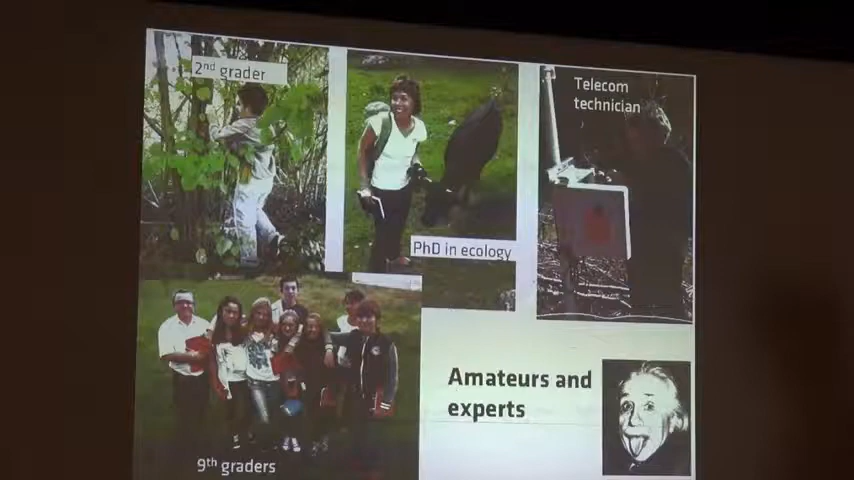 2nd grader
Telecom
technician
PhD in ecology
Amateurs and
experts
9th graders